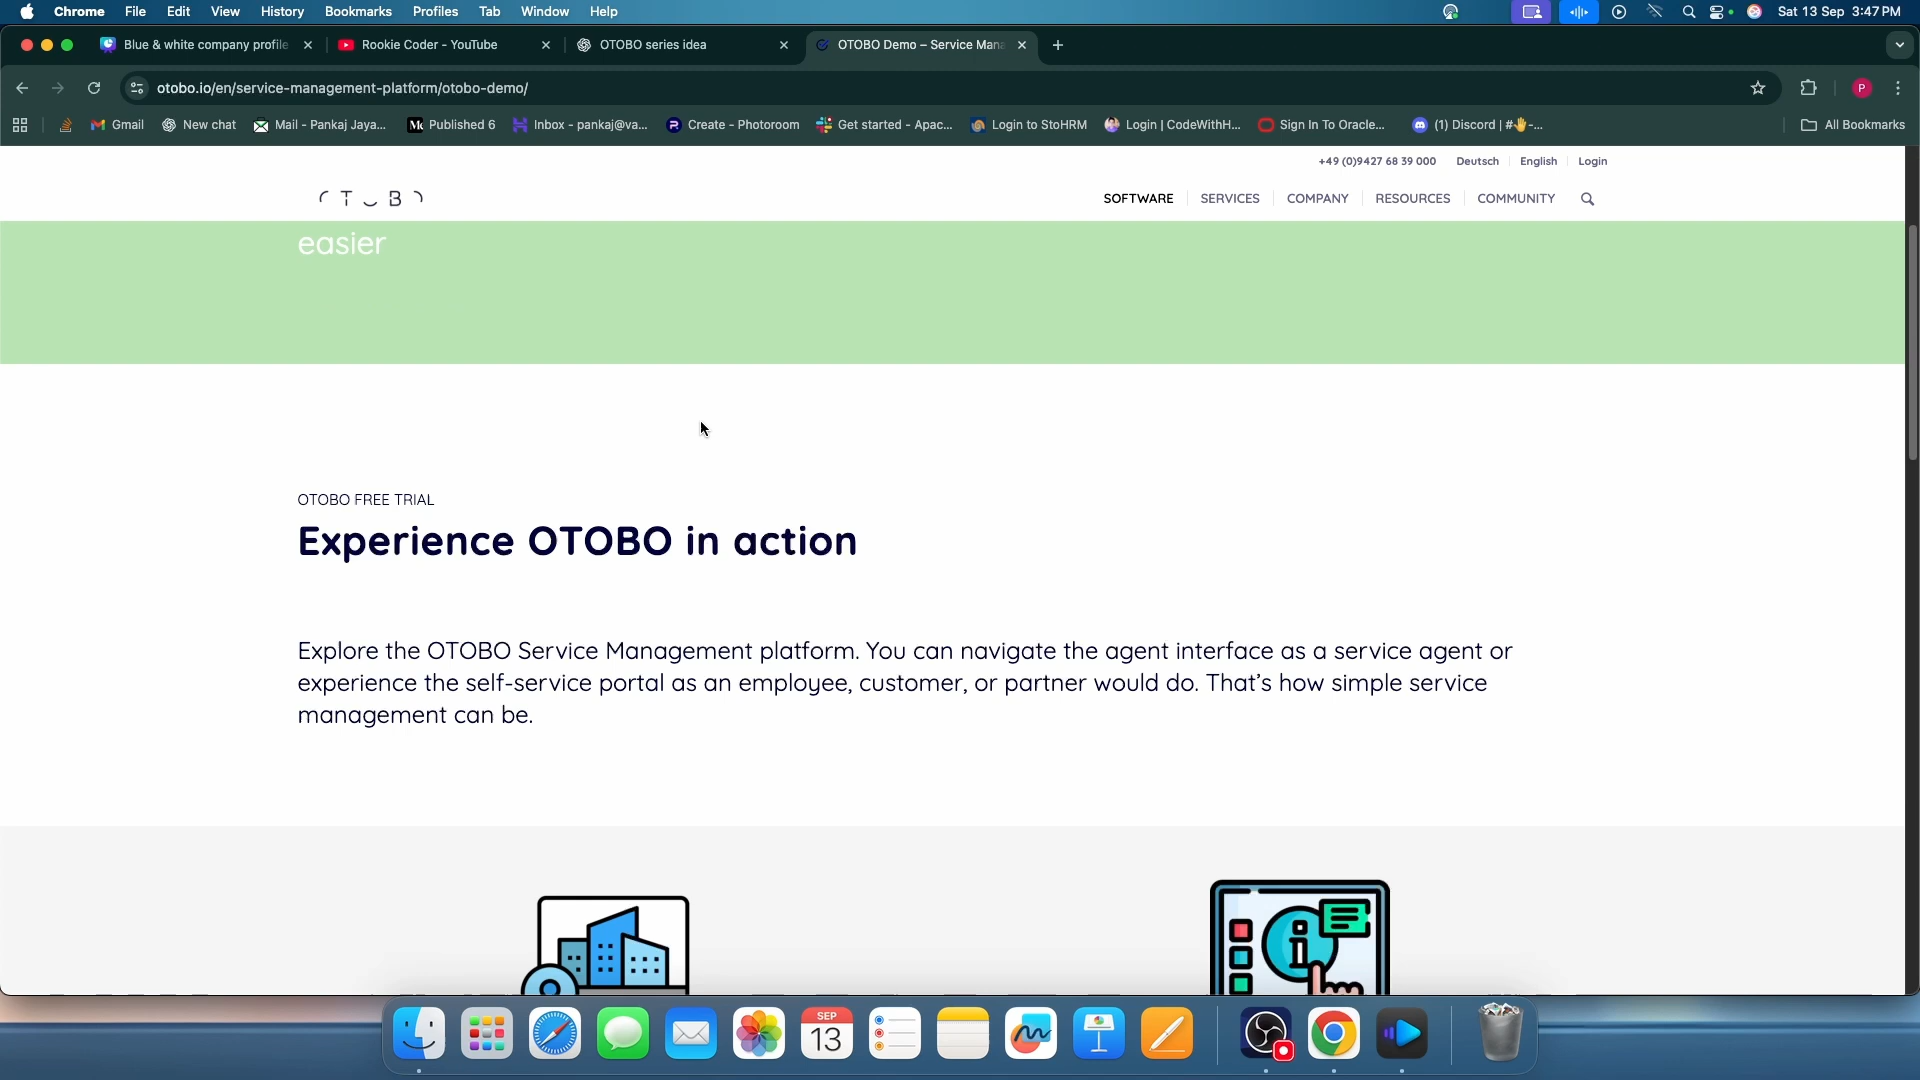 Chrome File Edit View History Bookmarks Profiles Tab Window Help Sat 13 Sep 3:47 PM
Blue & white company profile
Rookie Coder - YouTube
OTOBO series idea
OTOBO Demo – Service Mana
otobo.io/en/service-management-platform/otobo-demo/
P
Gmail
New chat
Mail - Pankaj Jaya...
Published 6
Inbox - pankaj@va...
Create - Photoroom
Get started - Apac...
Login to StoHRM
Login | CodeWithH...
Sign In To Oracle...
(1) Discord | #👋-...
All Bookmarks
+49 (0)9427 68 39 000 Deutsch English Login
OTOBO
SOFTWARE SERVICES COMPANY RESOURCES COMMUNITY
easier
OTOBO FREE TRIAL
Experience OTOBO in action
Explore the OTOBO Service Management platform. You can navigate the agent interface as a service agent or
experience the self-service portal as an employee, customer, or partner would do. That's how simple service
management can be.
SEP
13